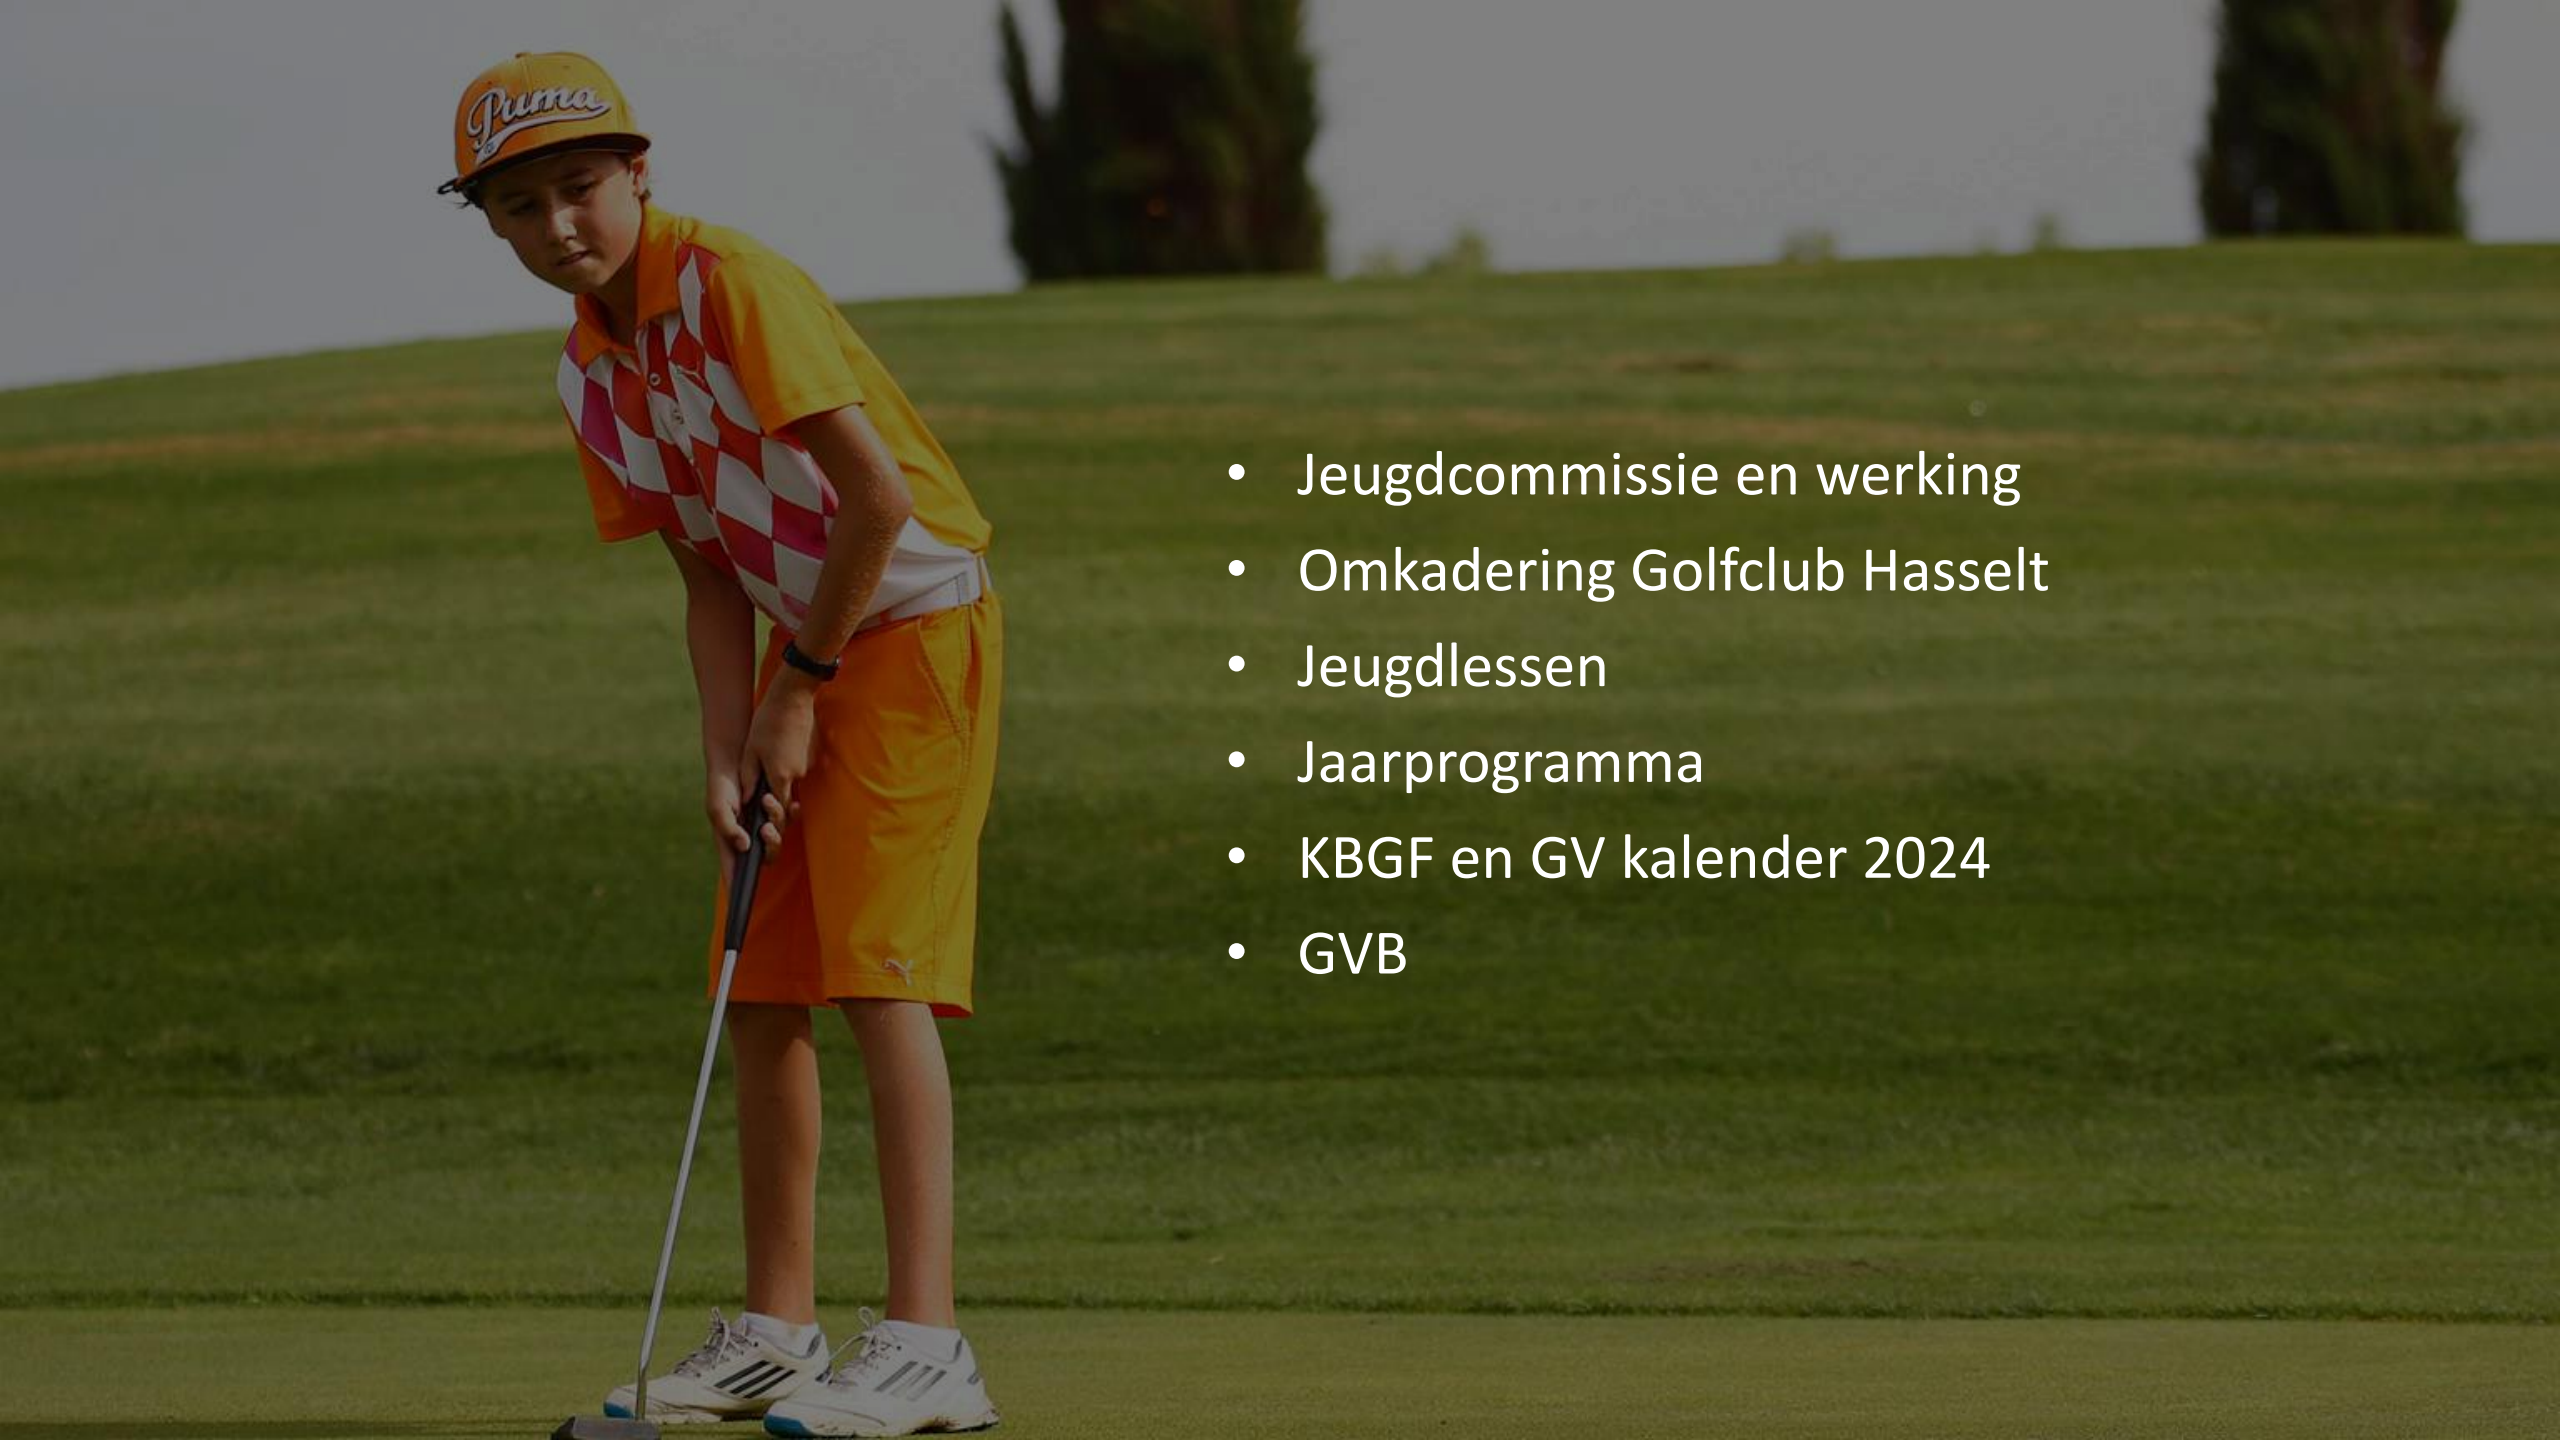 Puma
• Jeugdcommissie en werking
• Omkadering Golfclub Hasselt
• Jeugdlessen
• Jaarprogramma
• KBGF en GV kalender 2024
• GVB